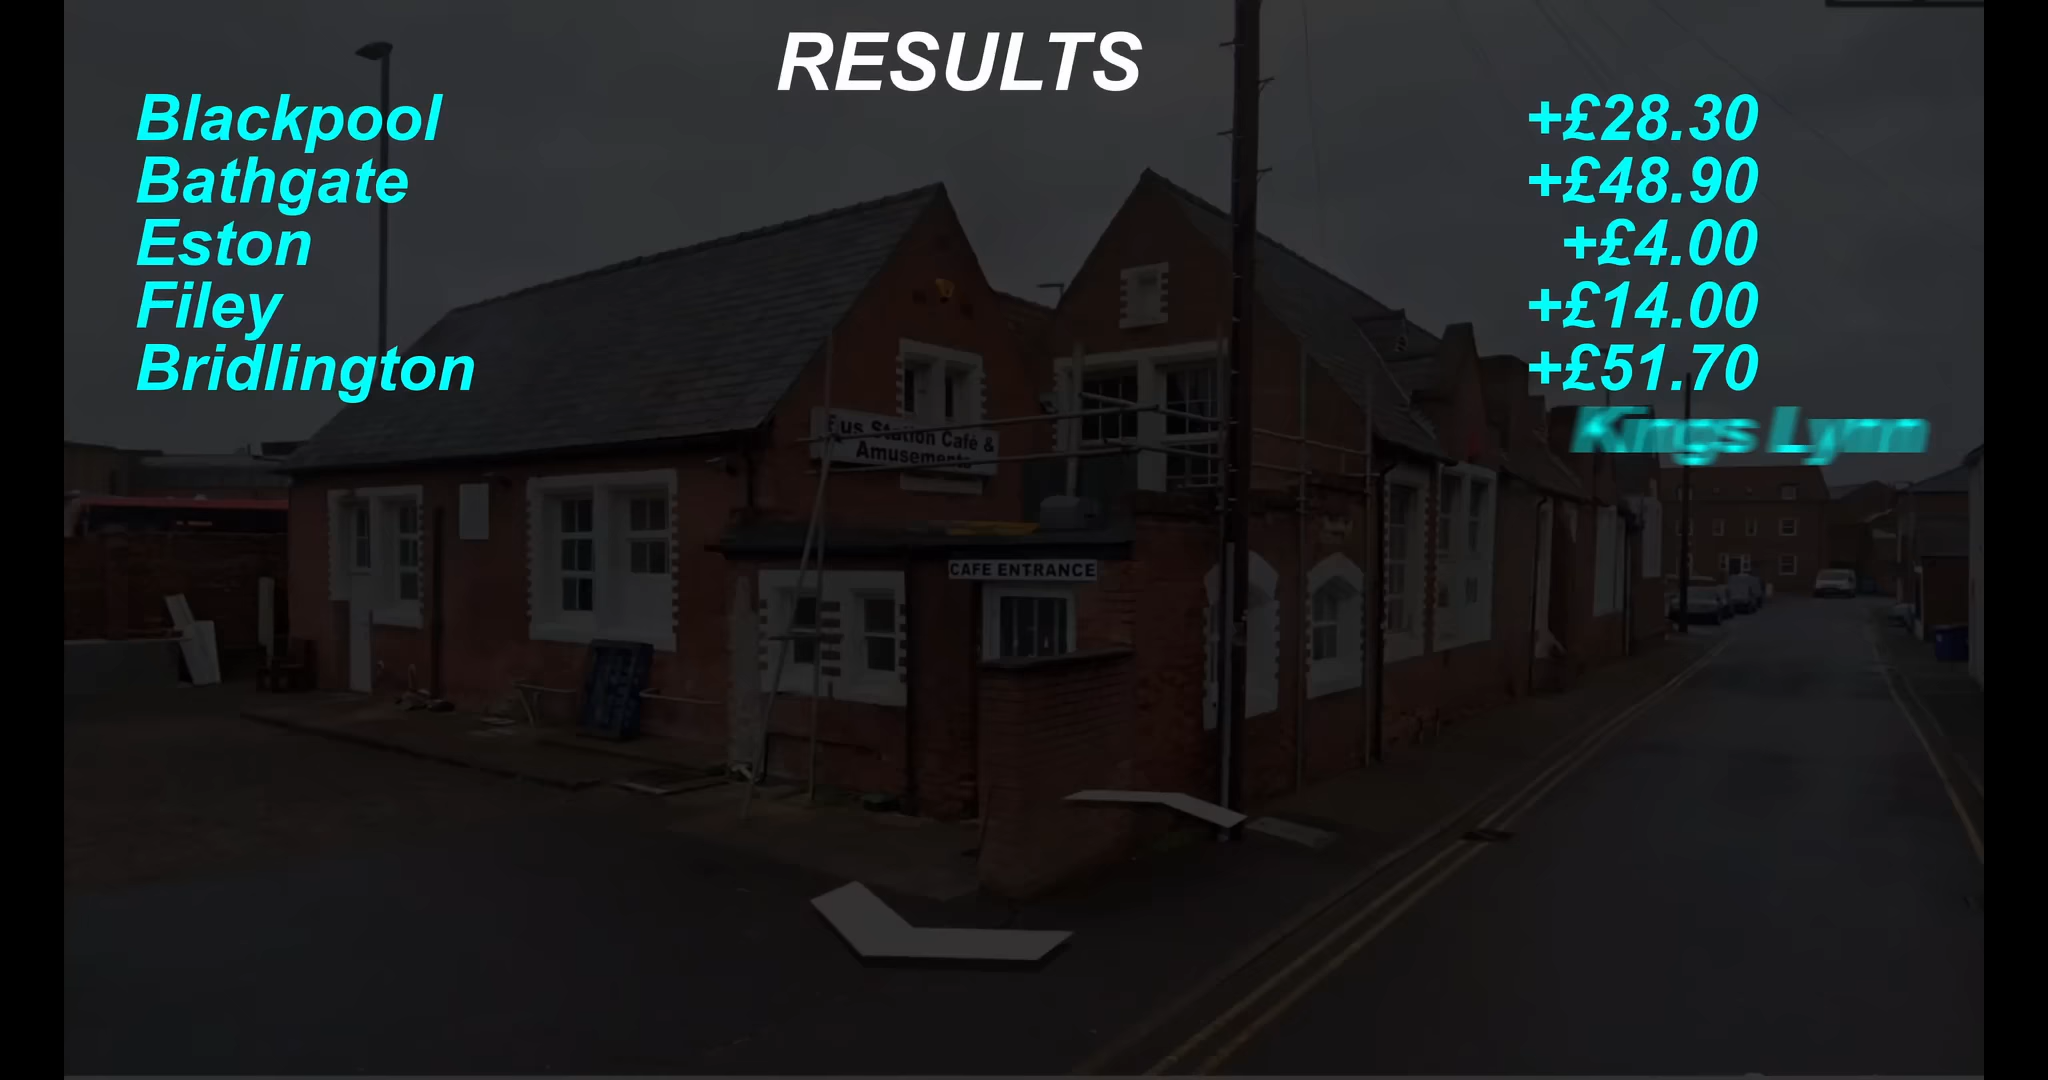 RESULTS
Blackpool +£28.30
Bathgate +£48.90
Eston +£4.00
Filey +£14.00
Bridlington +£51.70
Kings Lynn
Bus Station Café &
Amusements
CAFE ENTRANCE